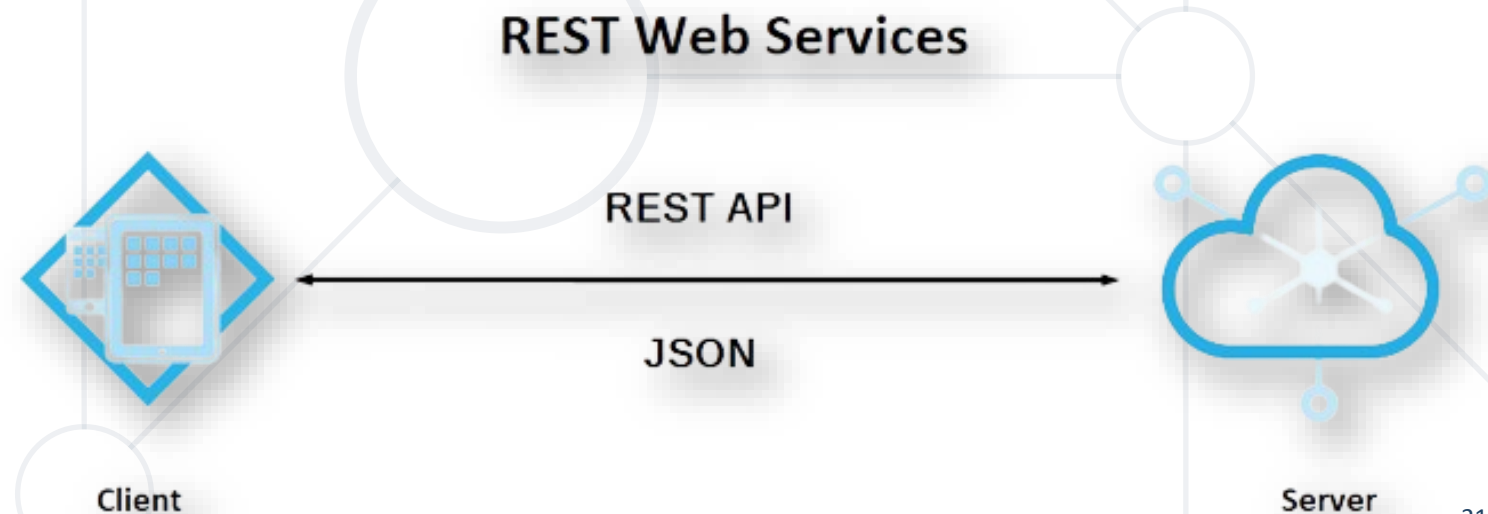 REST Web Services
REST API
JSON
Client
Server